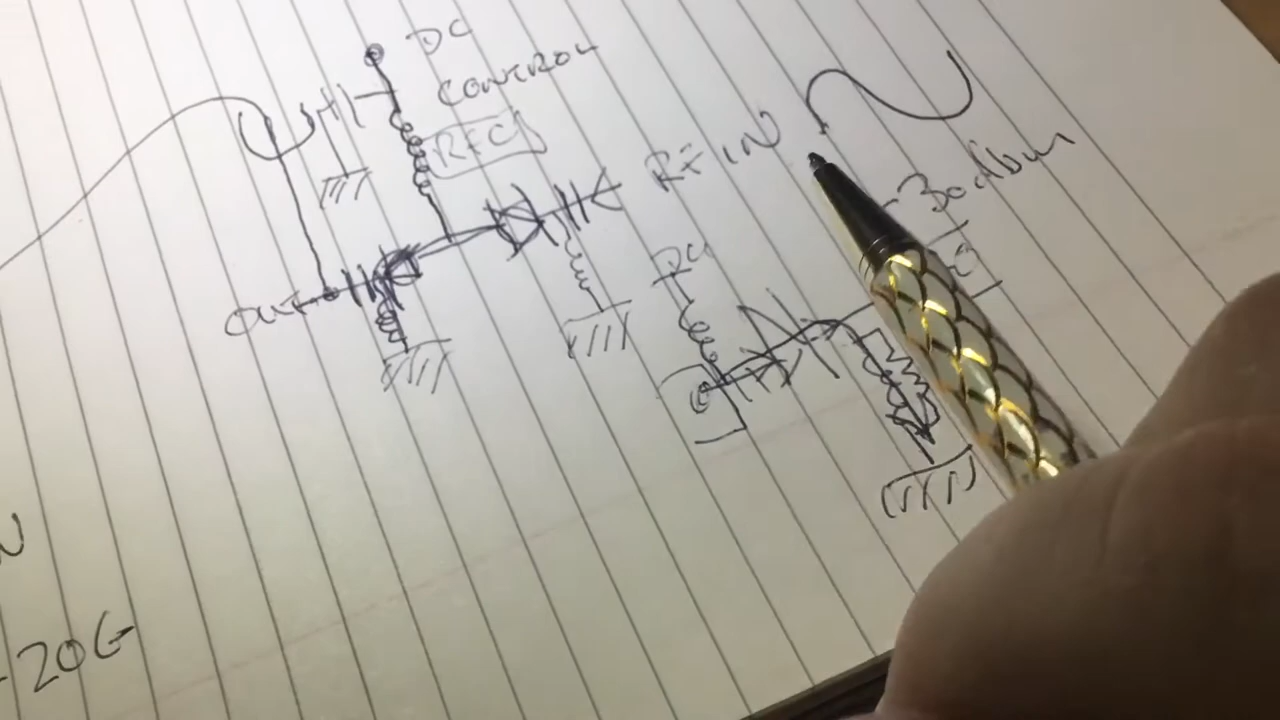 DC
CONTROL
RFC
RF IN
OUT
DC
-20G